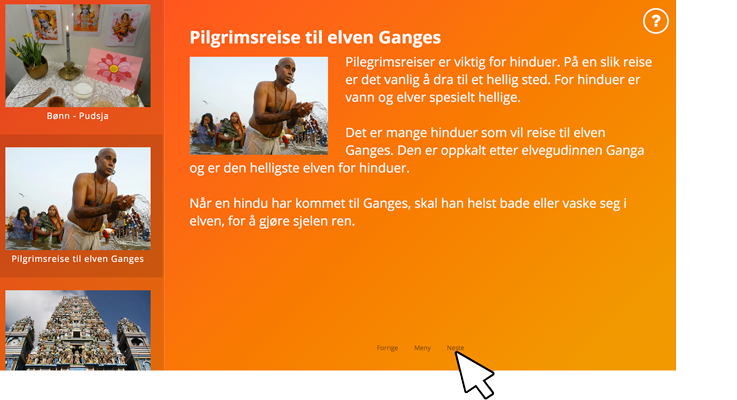 Bønn - Pudsja
Pilgrimsreise til elven Ganges
?
Pilgrimsreise til elven Ganges
Pilegrimsreiser er viktig for hinduer. På en slik reise
er det vanlig å dra til et hellig sted. For hinduer er
vann og elver spesielt hellige.
Det er mange hinduer som vil reise til elven
Ganges. Den er oppkalt etter elvegudinnen Ganga
og er den helligste elven for hinduer.
Når en hindu har kommet til Ganges, skal han helst bade eller vaske seg i
elven, for å gjøre sjelen ren.
Forrige Meny Neste